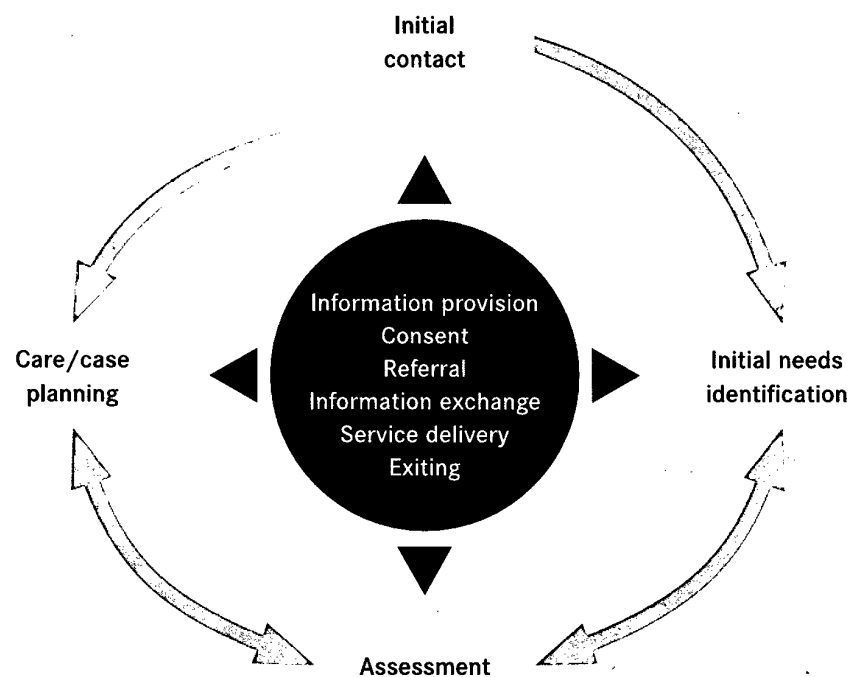 Initial
contact
Information provision
Consent
Referral
Information exchange
Service delivery
Exiting
Care/case
planning
Initial needs
identification
Assessment